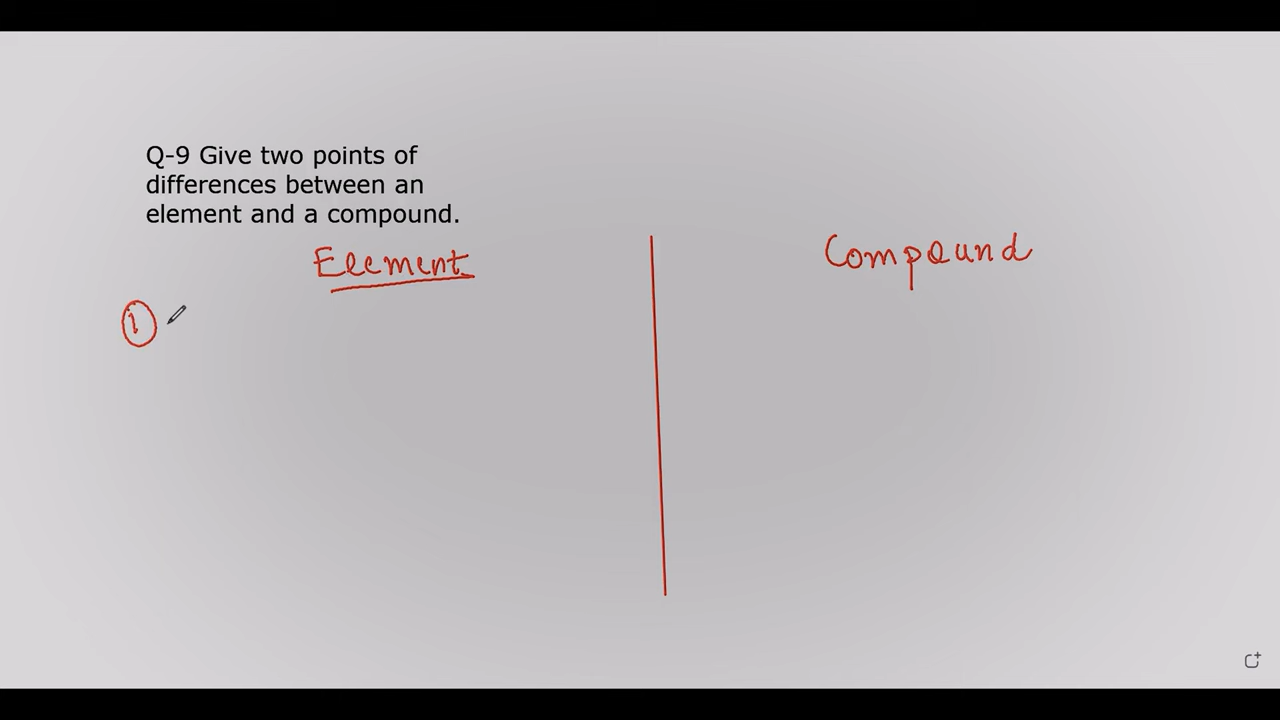 Q-9 Give two points of
differences between an
element and a compound.
Element
Compound
1